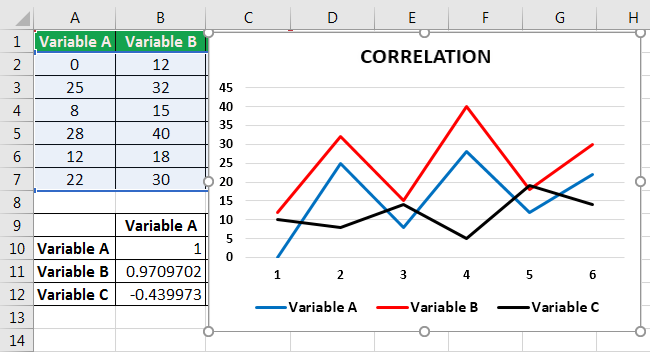 A B C D E F G H
1 Variable A Variable B
2 0 12
3 25 32
4 8 15
5 28 40
6 12 18
7 22 30
8
9 Variable A
10 Variable A 1
11 Variable B 0.9709702
12 Variable C -0.439973
13
14
CORRELATION
45
40
35
30
25
20
15
10
5
0
1 2 3 4 5 6
Variable A Variable B Variable C